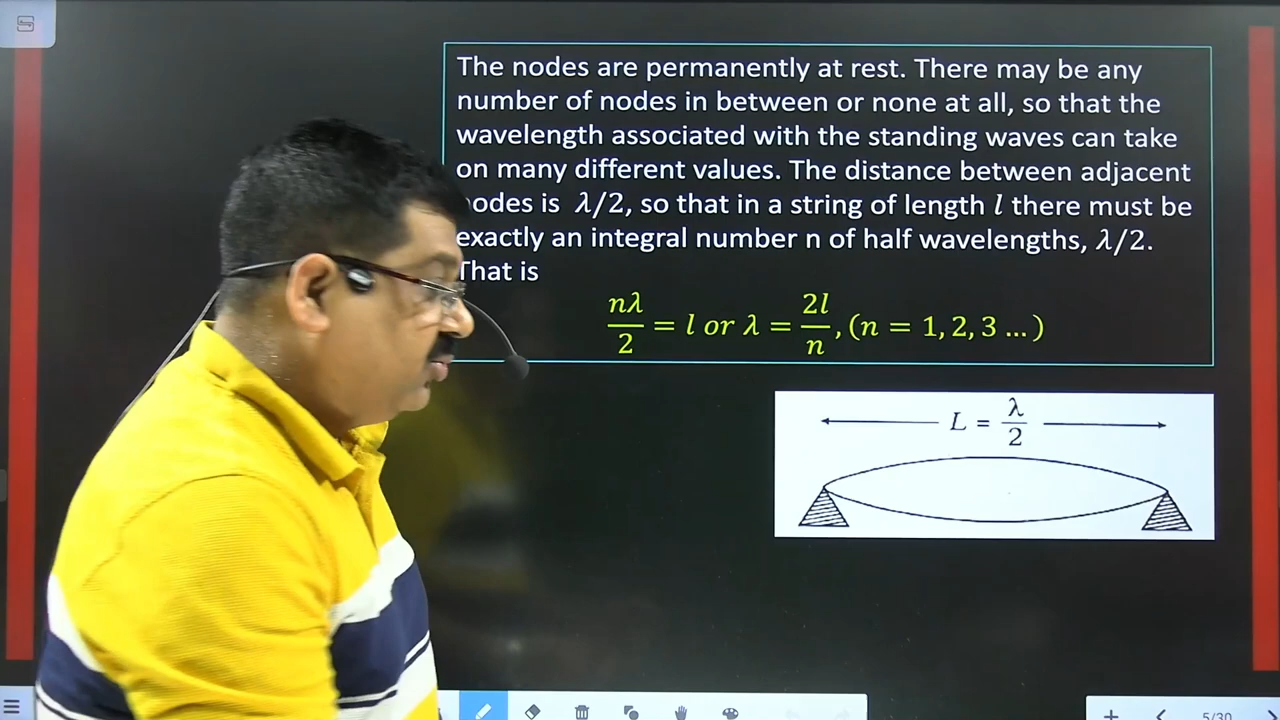 The nodes are permanently at rest. There may be any
number of nodes in between or none at all, so that the
wavelength associated with the standing waves can take
on many different values. The distance between adjacent
nodes is λ/2, so that in a string of length l there must be
exactly an integral number n of half wavelengths, λ/2.
That is
nλ/2 = l or λ = 2l/n, (n = 1, 2, 3 ...)
L = λ/2
5/30